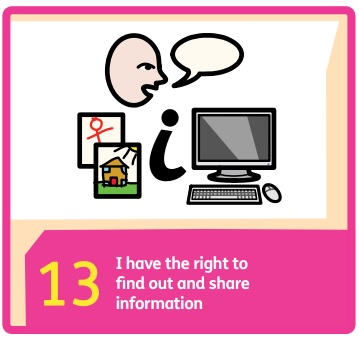 i
13
I have the right to
find out and share
information